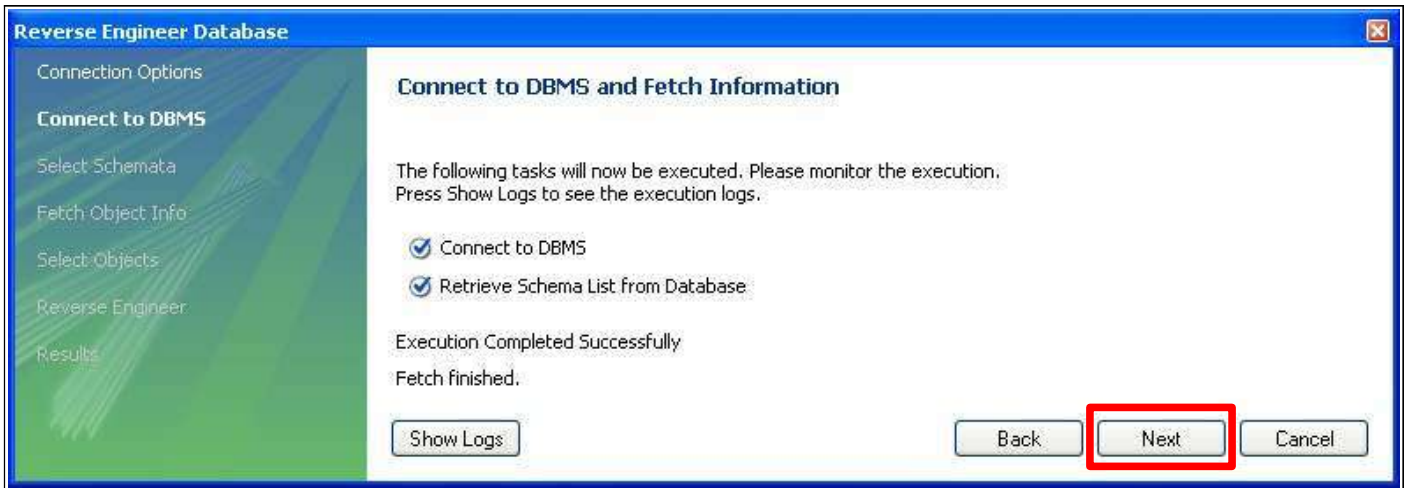 Reverse Engineer Database
Connection Options
Connect to DBMS
Select Schemata
Fetch Object Info
Select Objects
Reverse Engineer
Results
Connect to DBMS and Fetch Information
The following tasks will now be executed. Please monitor the execution.
Press Show Logs to see the execution logs.
Connect to DBMS
Retrieve Schema List from Database
Execution Completed Successfully
Fetch finished.
Show Logs
Back
Next
Cancel